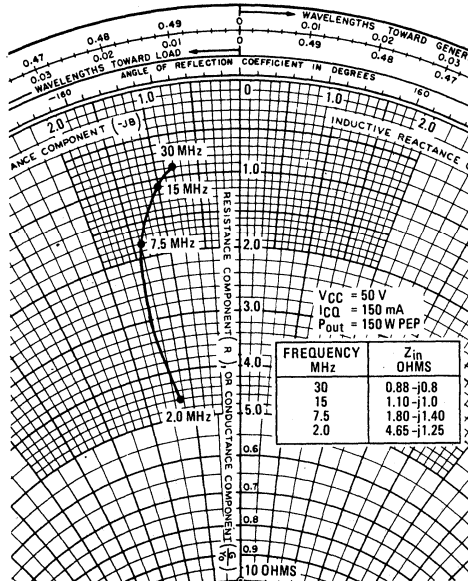 WAVELENGTHS TOWARD GENER
0.47 0.48 0.49 0 0.01 0.02 0.03
0.03 0.02 0.01 0 0.49 0.48 0.47
WAVELENGTHS TOWARD LOAD
ANGLE OF REFLECTION COEFFICIENT IN DEGREES
-160 160
2.0 1.0 0 1.0 2.0
ANCE COMPONENT (-JB
INDUCTIVE REACTANCE
30 MHz
1.0
15 MHz
7.5 MHz
2.0
RESISTANCE COMPONENT (R), OR CONDUCTANCE COMPONENT (G/Yo)
3.0
VCC = 50 V
ICQ = 150 mA
Pout = 150 W PEP
4.0
2.0 MHz
5.0
FREQUENCY MHz Zin OHMS
30 0.88 -j0.8
15 1.10 -j1.0
7.5 1.80 -j1.40
2.0 4.65 -j1.25
0.6
0.7
0.8
0.9
10 OHMS